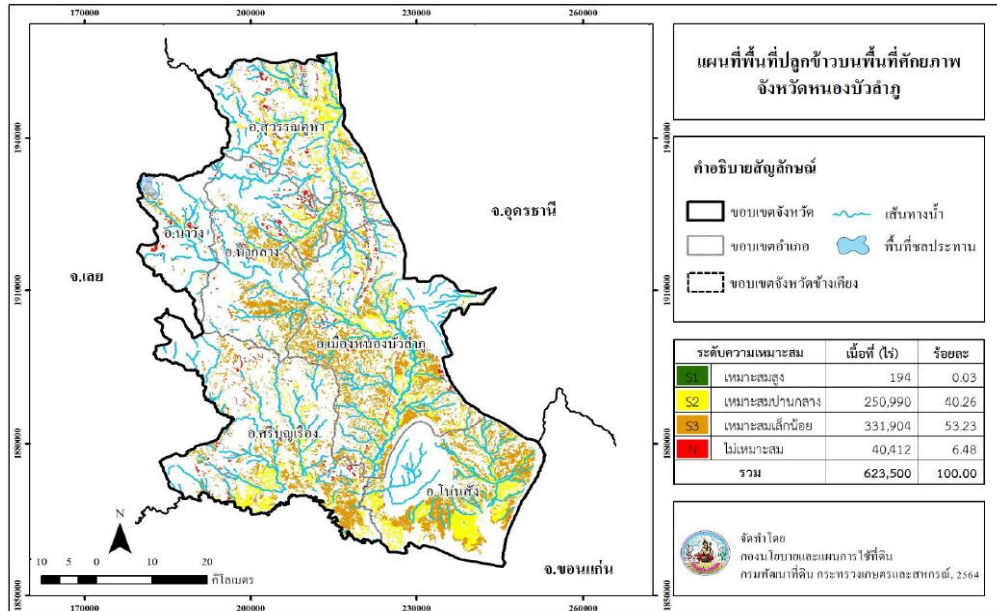 170000 200000 230000 260000
แผนที่พื้นที่ปลูกข้าวบนพื้นที่ศักยภาพ
จังหวัดหนองบัวลำภู
1940000
1940000
อ.สุวรรณคูหา
อ.นาวัง
อ.นากลาง
จ.อุดรธานี
จ.เลย
1910000
1910000
อ.เมืองหนองบัวลำภู
อ.ศรีบุญเรือง
1880000
1880000
อ.โนนสัง
N
10 5 0 10 20
กิโลเมตร
จ.ขอนแก่น
1850000
1850000
170000 200000 230000 260000
คำอธิบายสัญลักษณ์
ขอบเขตจังหวัด เส้นทางน้ำ
ขอบเขตอำเภอ พื้นที่ชลประทาน
ขอบเขตจังหวัดข้างเคียง
ระดับความเหมาะสม เนื้อที่ (ไร่) ร้อยละ
S1 เหมาะสมสูง 194 0.03
S2 เหมาะสมปานกลาง 250,990 40.26
S3 เหมาะสมเล็กน้อย 331,904 53.23
N ไม่เหมาะสม 40,412 6.48
รวม 623,500 100.00
จัดทำโดย
กองนโยบายและแผนการใช้ที่ดิน
กรมพัฒนาที่ดิน กระทรวงเกษตรและสหกรณ์, 2564